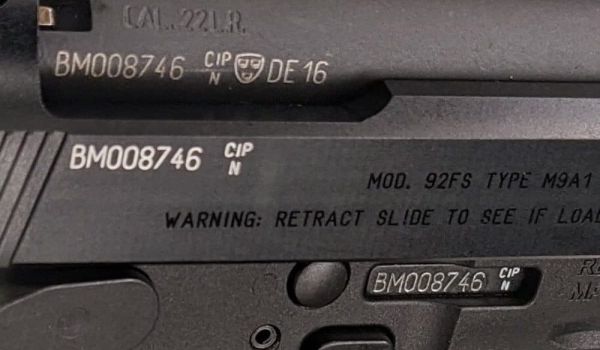 CAL. 22L.R.
BM008746 CIP N DE 16
BM008746 CIP N
MOD. 92FS TYPE M9A1
WARNING: RETRACT SLIDE TO SEE IF
BM008746 CIP N